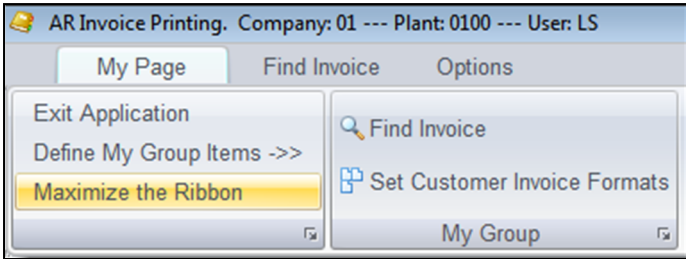 AR Invoice Printing. Company: 01 --- Plant: 0100 --- User: LS
My Page Find Invoice Options
Exit Application
Define My Group Items ->>
Maximize the Ribbon
Find Invoice
Set Customer Invoice Formats
My Group